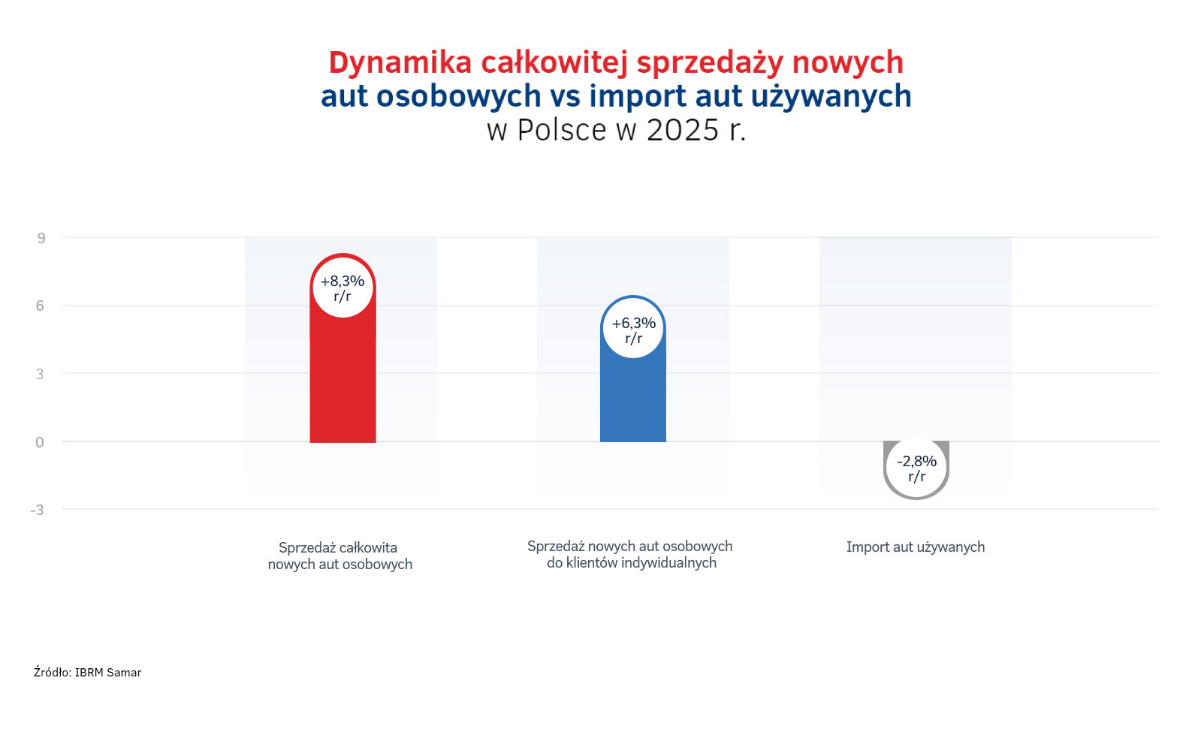 Dynamika całkowitej sprzedaży nowych
aut osobowych vs import aut używanych
w Polsce w 2025 r.
9
6
3
0
-3
+8,3%
r/r
+6,3%
r/r
-2,8%
r/r
Sprzedaż całkowita
nowych aut osobowych
Sprzedaż nowych aut osobowych
do klientów indywidualnych
Import aut używanych
Źródło: IBRM Samar